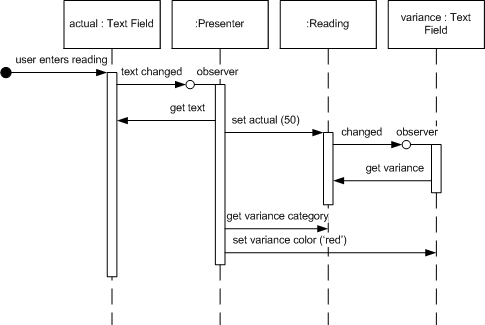 actual : Text Field
:Presenter
:Reading
variance : Text
Field
user enters reading
text changed
observer
get text
set actual (50)
changed
observer
get variance
get variance category
set variance color (‘red’)